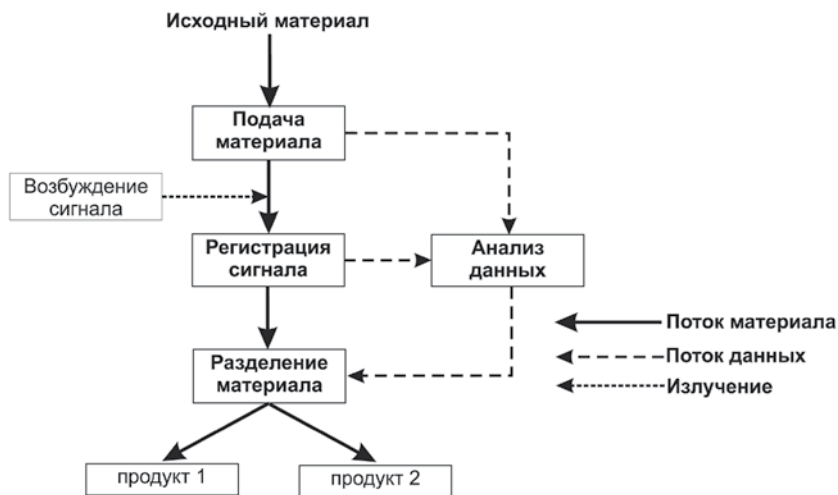 Исходный материал
Подача
материала
Возбуждение
сигнала
Регистрация
сигнала
Анализ
данных
Поток материала
Разделение
материала
Поток данных
Излучение
продукт 1
продукт 2